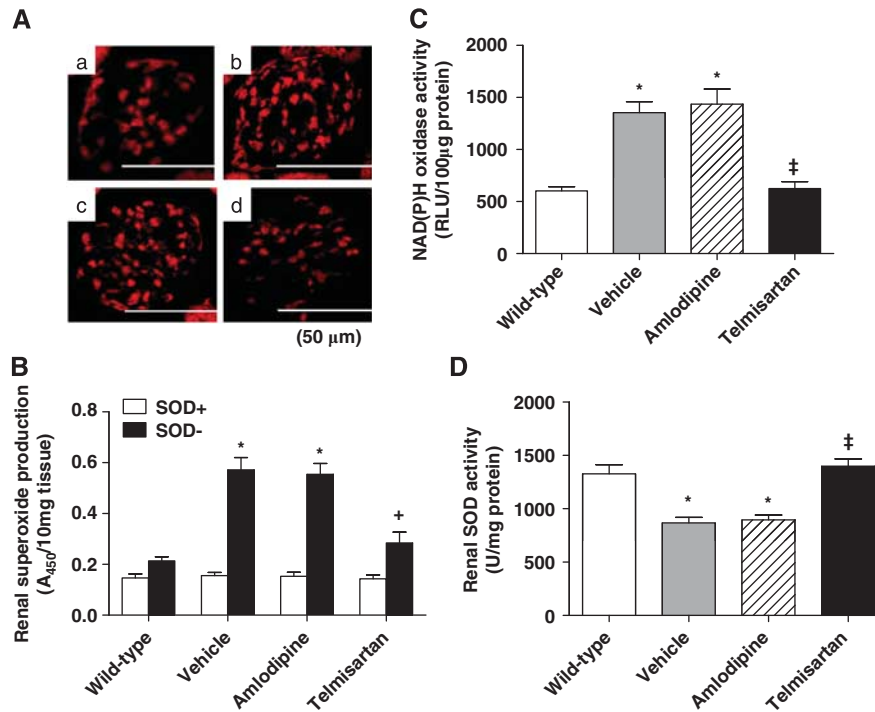 A
a
b
c
d
(50 μm)
B
Renal superoxide production
(A450/10mg tissue)
0.8
0.6
0.4
0.2
0.0
SOD+
SOD-
*
*
+
Wild-type
Vehicle
Amlodipine
Telmisartan
C
NAD(P)H oxidase activity
(RLU/100μg protein)
2000
1500
1000
500
0
*
*
‡
Wild-type
Vehicle
Amlodipine
Telmisartan
D
Renal SOD activity
(U/mg protein)
2000
1500
1000
500
0
*
*
‡
Wild-type
Vehicle
Amlodipine
Telmisartan